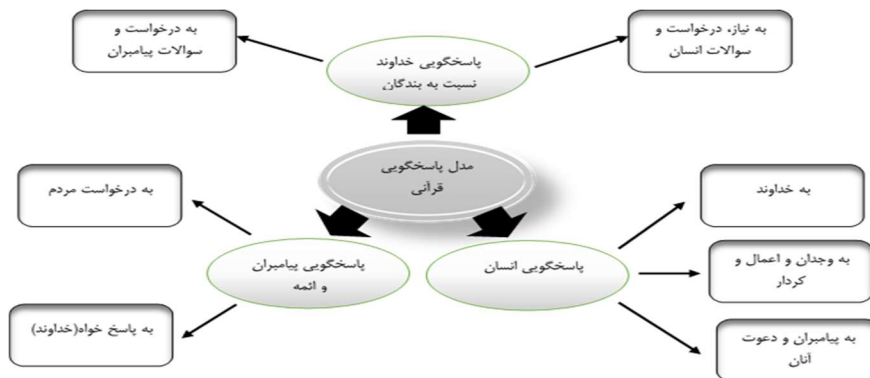 به درخواست و
سوالات پیامبران
پاسخگویی خداوند
نسبت به بندگان
به نیاز، درخواست و
سوالات انسان
مدل پاسخگویی
قرآنی
به درخواست مردم
به خداوند
پاسخگویی پیامبران
و ائمه
پاسخگویی انسان
به وجدان و اعمال و
کردار
به پاسخ خواه(خداوند)
به پیامبران و دعوت
آنان